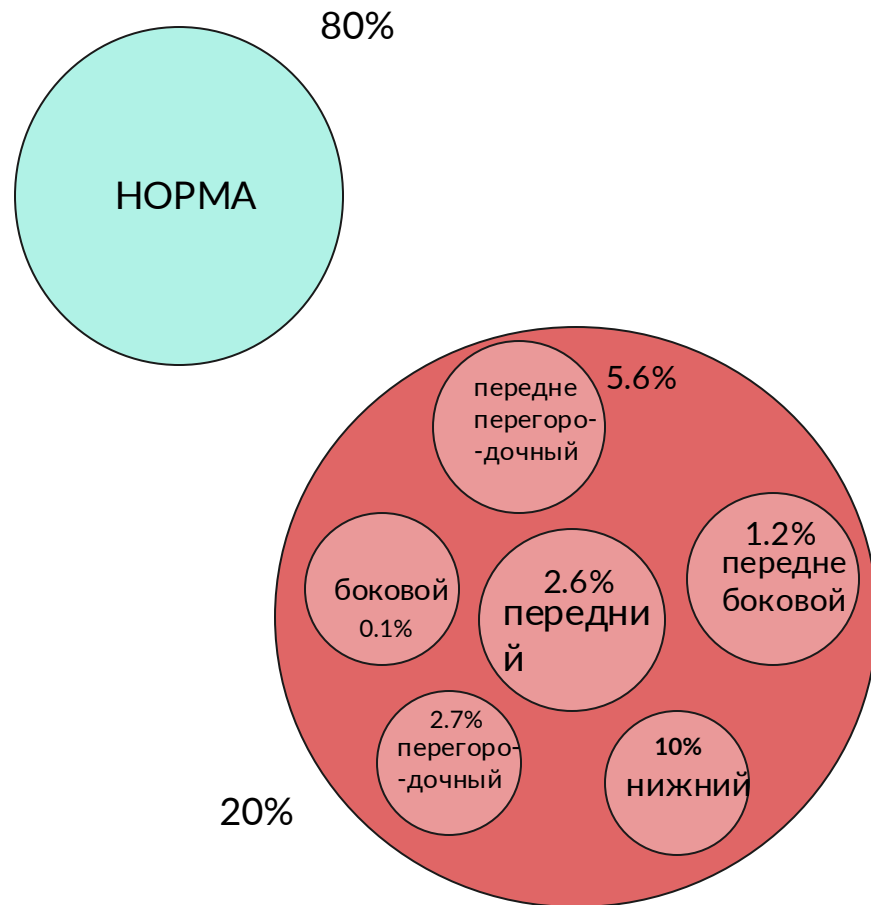 80%
НОРМА
5.6%
передне
перегоро-
-дочный
1.2%
передне
боковой
2.6%
передни
й
боковой
0.1%
2.7%
перегоро-
-дочный
10%
нижний
20%